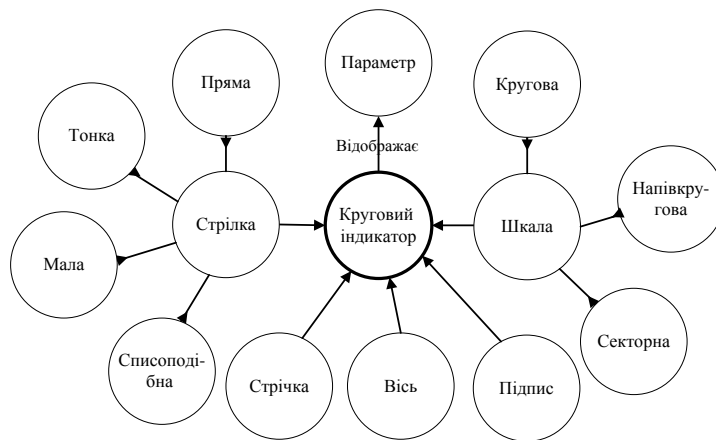 Пряма
Параметр
Кругова
Тонка
Відображає
Напівкру-
гова
Стрілка
Круговий
індикатор
Шкала
Мала
Списоподі-
бна
Стрічка
Вісь
Підпис
Секторна